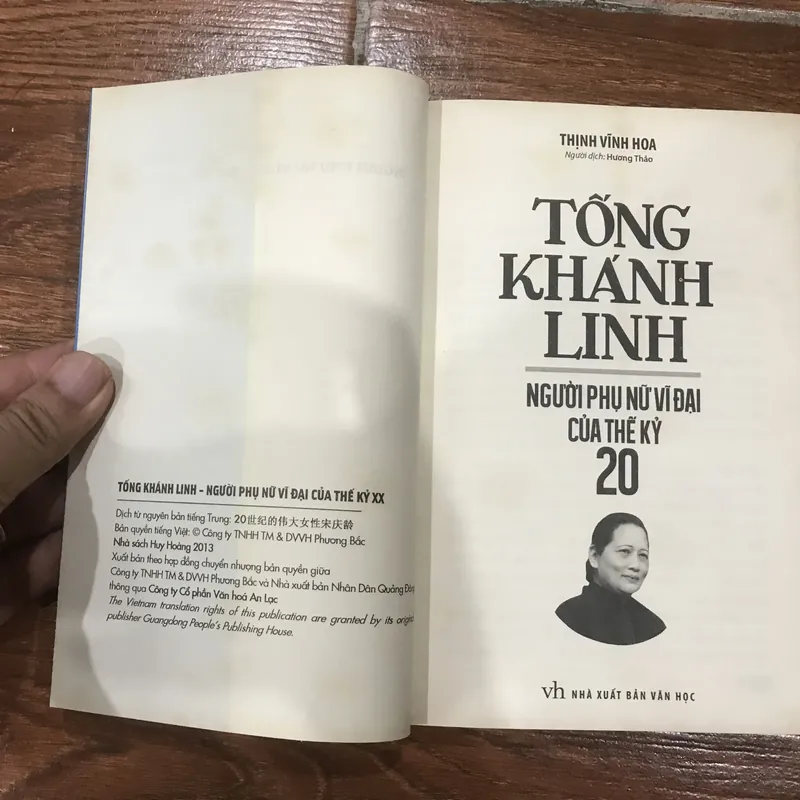 TỐNG KHÁNH LINH – NGƯỜI PHỤ NỮ VĨ ĐẠI CỦA THẾ KỶ XX
Dịch từ nguyên bản tiếng Trung: 20世纪的伟大女性宋庆龄
Bản quyền tiếng Việt: © Công ty TNHH TM & DVVH Phương Bắc
Nhà sách Huy Hoàng 2013
Xuất bản theo hợp đồng chuyển nhượng bản quyền giữa
Công ty TNHH TM & DVVH Phương Bắc và Nhà xuất bản Nhân Dân Quảng Đông
thông qua Công ty Cổ phần Văn hoá An Lạc
The Vietnam translation rights of this publication are granted by its original
publisher Guangdong People's Publishing House.
THỊNH VĨNH HOA
Người dịch: Hương Thảo
TỐNG
KHÁNH
LINH
NGƯỜI PHỤ NỮ VĨ ĐẠI
CỦA THẾ KỶ
20
vh NHÀ XUẤT BẢN VĂN HỌC